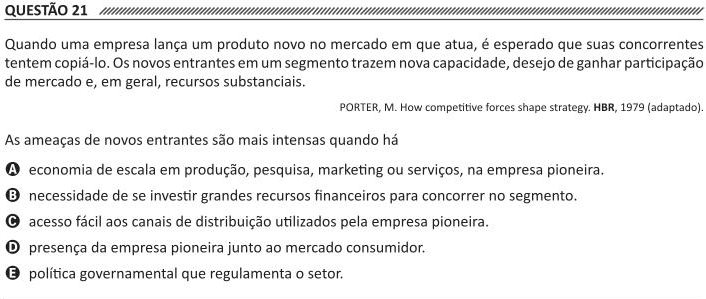 QUESTÃO 21
Quando uma empresa lança um produto novo no mercado em que atua, é esperado que suas concorrentes
tentem copiá-lo. Os novos entrantes em um segmento trazem nova capacidade, desejo de ganhar participação
de mercado e, em geral, recursos substanciais.
PORTER, M. How competitive forces shape strategy. HBR, 1979 (adaptado).
As ameaças de novos entrantes são mais intensas quando há
A economia de escala em produção, pesquisa, marketing ou serviços, na empresa pioneira.
B necessidade de se investir grandes recursos financeiros para concorrer no segmento.
C acesso fácil aos canais de distribuição utilizados pela empresa pioneira.
D presença da empresa pioneira junto ao mercado consumidor.
E política governamental que regulamenta o setor.